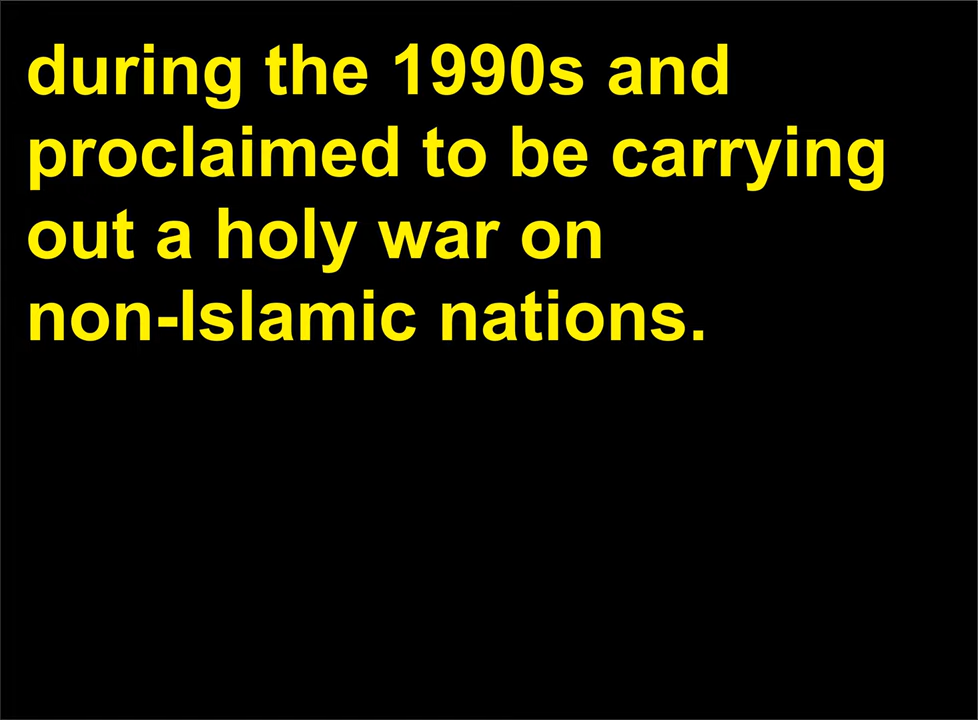 during the 1990s and
proclaimed to be carrying
out a holy war on
non-Islamic nations.